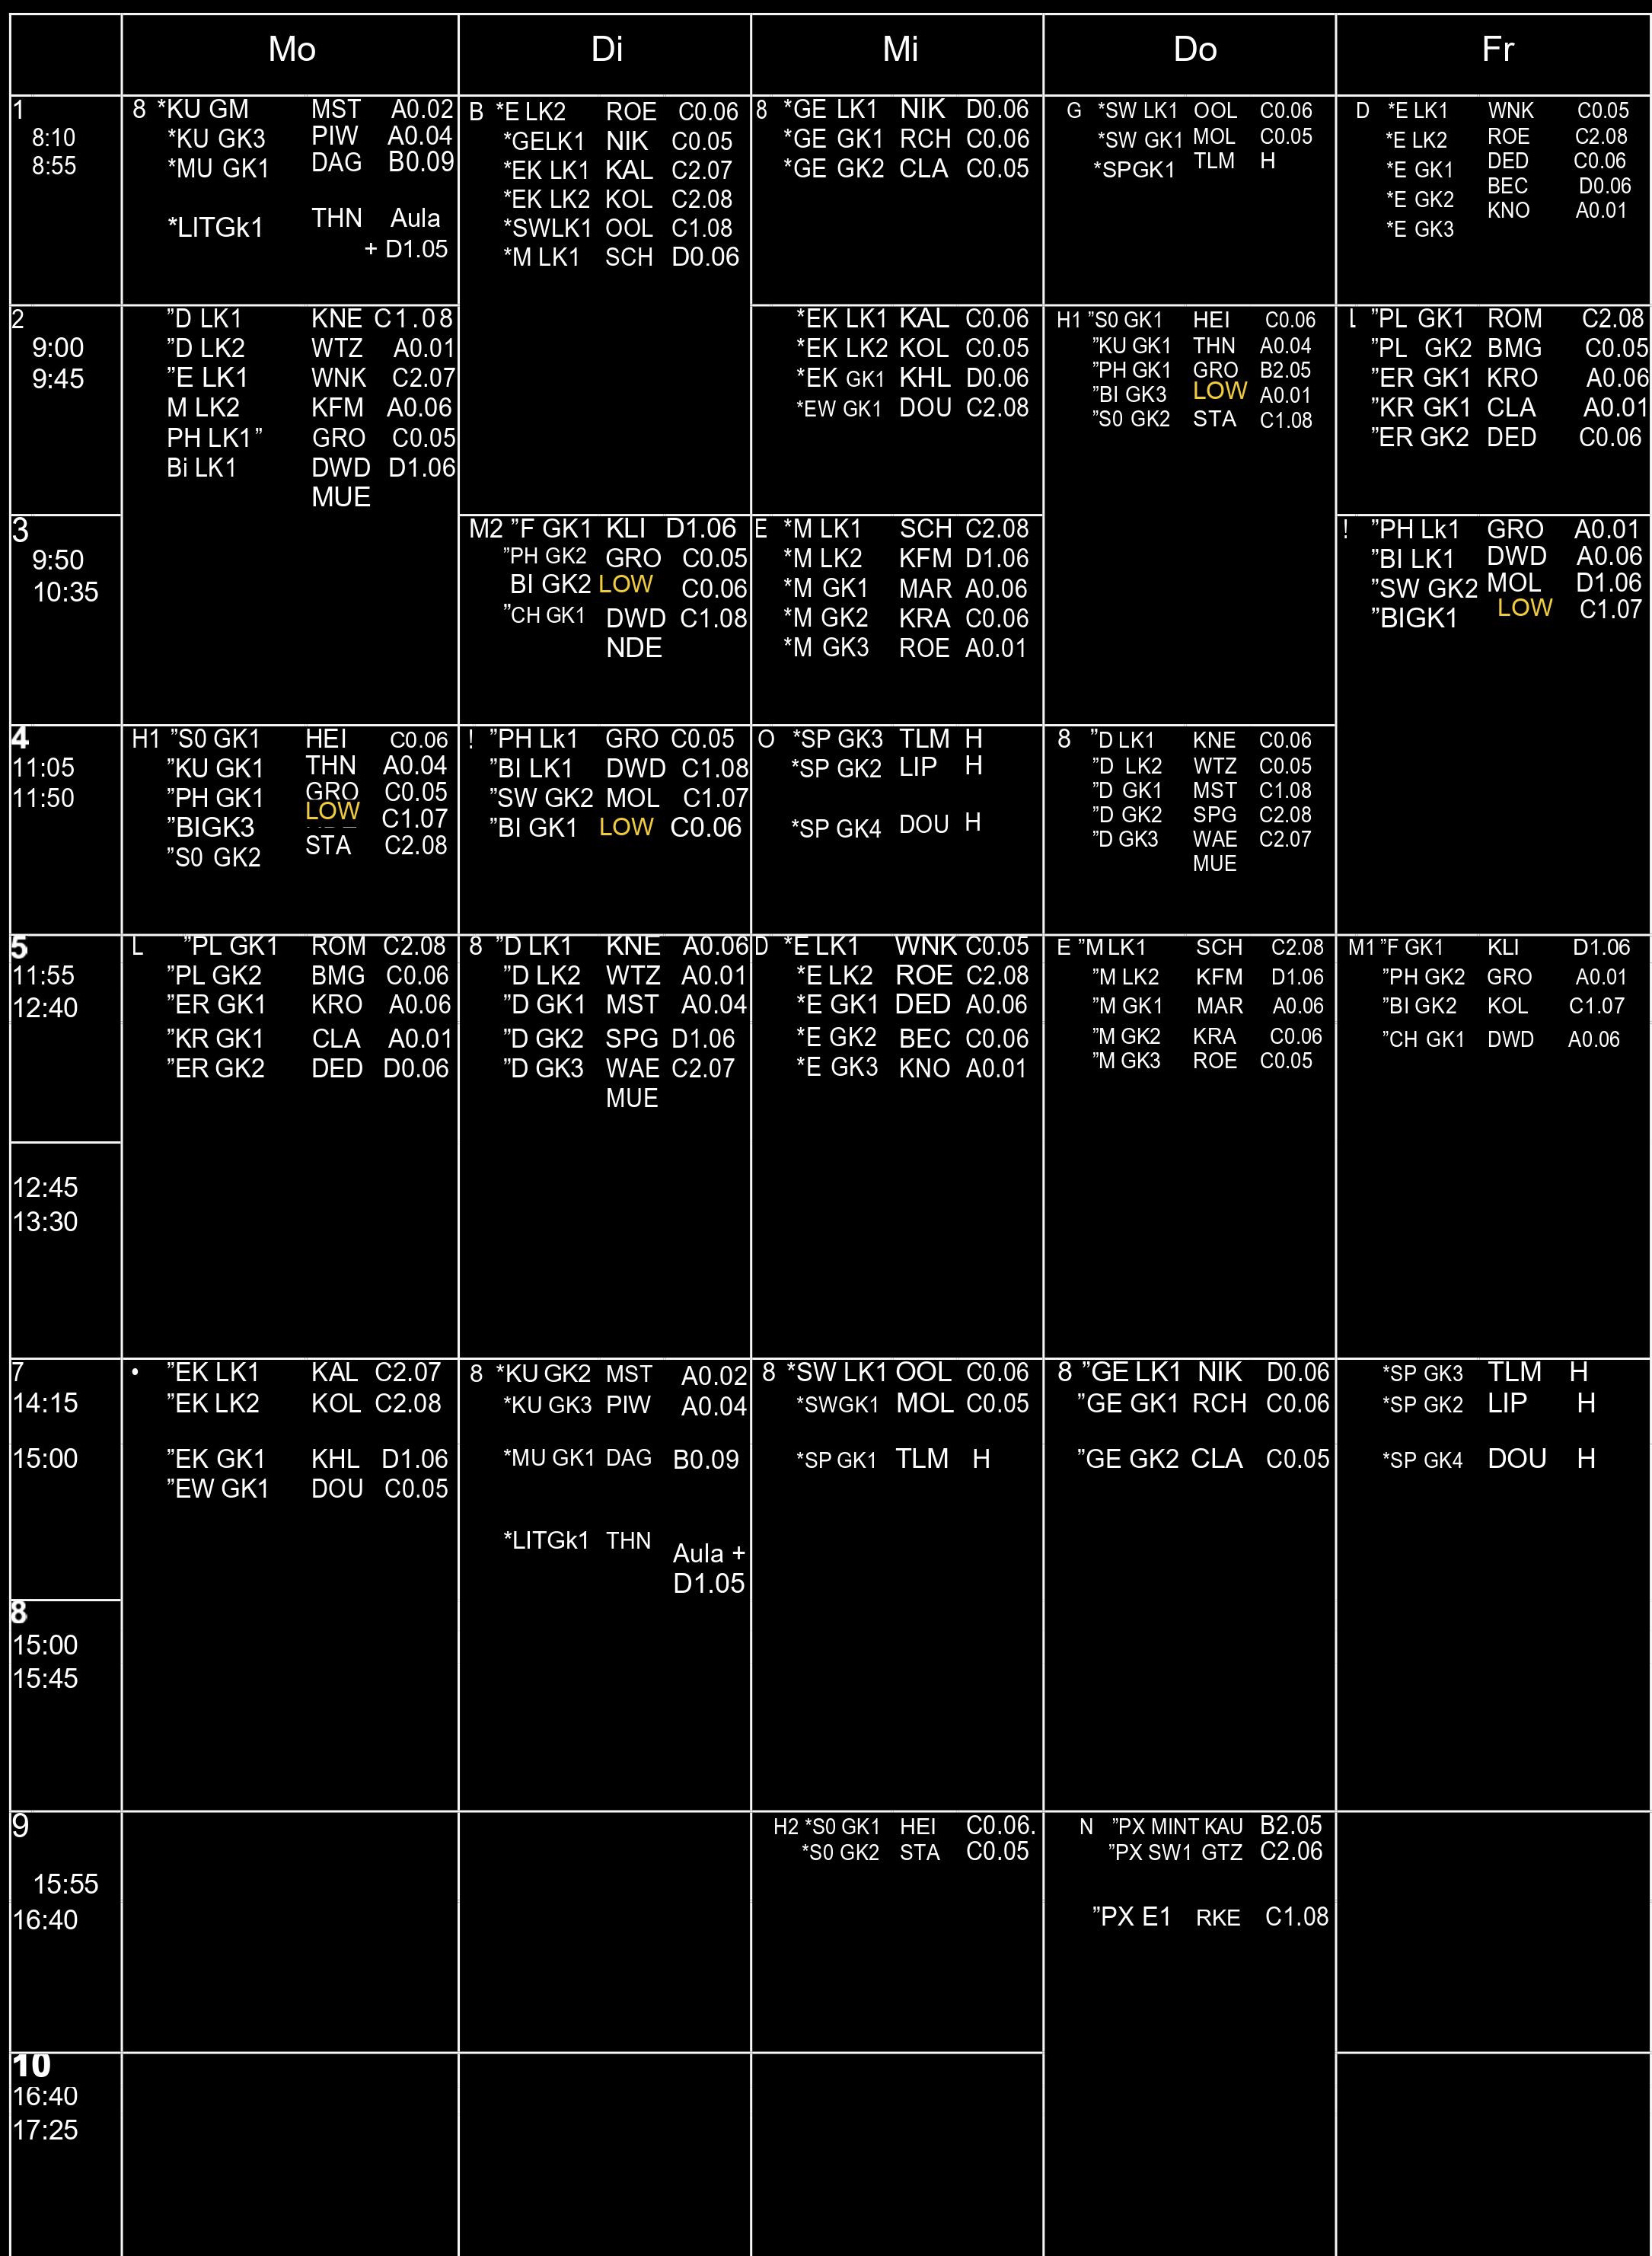 Mo Di Mi Do Fr
1
8:10
8:55
8 *KU GM MST A0.02
*KU GK3 PIW A0.04
*MU GK1 DAG B0.09
*LITGk1 THN Aula
+ D1.05
B *E LK2 ROE C0.06
*GELK1 NIK C0.05
*EK LK1 KAL C2.07
*EK LK2 KOL C2.08
*SWLK1 OOL C1.08
*M LK1 SCH D0.06
8 *GE LK1 NIK D0.06
*GE GK1 RCH C0.06
*GE GK2 CLA C0.05
G *SW LK1 OOL C0.06
*SW GK1 MOL C0.05
*SPGK1 TLM H
D *E LK1 WNK C0.05
*E LK2 ROE C2.08
*E GK1 DED C0.06
*E GK2 BEC D0.06
*E GK3 KNO A0.01
2
9:00
9:45
”D LK1 KNE C1.08
”D LK2 WTZ A0.01
”E LK1 WNK C2.07
M LK2 KFM A0.06
PH LK1” GRO C0.05
Bi LK1 DWD D1.06
MUE
*EK LK1 KAL C0.06
*EK LK2 KOL C0.05
*EK GK1 KHL D0.06
*EW GK1 DOU C2.08
H1 ”S0 GK1 HEI C0.06
”KU GK1 THN A0.04
”PH GK1 GRO B2.05
”BI GK3 LOW A0.01
”S0 GK2 STA C1.08
L ”PL GK1 ROM C2.08
”PL GK2 BMG C0.05
”ER GK1 KRO A0.06
”KR GK1 CLA A0.01
”ER GK2 DED C0.06
3
9:50
10:35
M2 ”F GK1 KLI D1.06
”PH GK2 GRO C0.05
BI GK2 LOW C0.06
”CH GK1 DWD C1.08
NDE
E *M LK1 SCH C2.08
*M LK2 KFM D1.06
*M GK1 MAR A0.06
*M GK2 KRA C0.06
*M GK3 ROE A0.01
! ”PH Lk1 GRO A0.01
”BI LK1 DWD A0.06
”SW GK2 MOL D1.06
”BIGK1 LOW C1.07
4
11:05
11:50
H1 ”S0 GK1 HEI C0.06
”KU GK1 THN A0.04
”PH GK1 GRO C0.05
”BIGK3 LOW C1.07
”S0 GK2 STA C2.08
! ”PH Lk1 GRO C0.05
”BI LK1 DWD C1.08
”SW GK2 MOL C1.07
”BI GK1 LOW C0.06
O *SP GK3 TLM H
*SP GK2 LIP H
*SP GK4 DOU H
8 ”D LK1 KNE C0.06
”D LK2 WTZ C0.05
”D GK1 MST C1.08
”D GK2 SPG C2.08
”D GK3 WAE C2.07
MUE
5
11:55
12:40
L ”PL GK1 ROM C2.08
”PL GK2 BMG C0.06
”ER GK1 KRO A0.06
”KR GK1 CLA A0.01
”ER GK2 DED D0.06
8 ”D LK1 KNE A0.06
”D LK2 WTZ A0.01
”D GK1 MST A0.04
”D GK2 SPG D1.06
”D GK3 WAE C2.07
MUE
D *E LK1 WNK C0.05
*E LK2 ROE C2.08
*E GK1 DED A0.06
*E GK2 BEC C0.06
*E GK3 KNO A0.01
E ”M LK1 SCH C2.08
”M LK2 KFM D1.06
”M GK1 MAR A0.06
”M GK2 KRA C0.06
”M GK3 ROE C0.05
M1 ”F GK1 KLI D1.06
”PH GK2 GRO A0.01
”BI GK2 KOL C1.07
”CH GK1 DWD A0.06
12:45
13:30
7
14:15
15:00
• ”EK LK1 KAL C2.07
”EK LK2 KOL C2.08
”EK GK1 KHL D1.06
”EW GK1 DOU C0.05
8 *KU GK2 MST A0.02
*KU GK3 PIW A0.04
*MU GK1 DAG B0.09
*LITGk1 THN Aula +
D1.05
8 *SW LK1 OOL C0.06
*SWGK1 MOL C0.05
*SP GK1 TLM H
8 ”GE LK1 NIK D0.06
”GE GK1 RCH C0.06
”GE GK2 CLA C0.05
*SP GK3 TLM H
*SP GK2 LIP H
*SP GK4 DOU H
8
15:00
15:45
9
15:55
16:40
H2 *S0 GK1 HEI C0.06.
*S0 GK2 STA C0.05
N ”PX MINT KAU B2.05
”PX SW1 GTZ C2.06
”PX E1 RKE C1.08
10
16:40
17:25